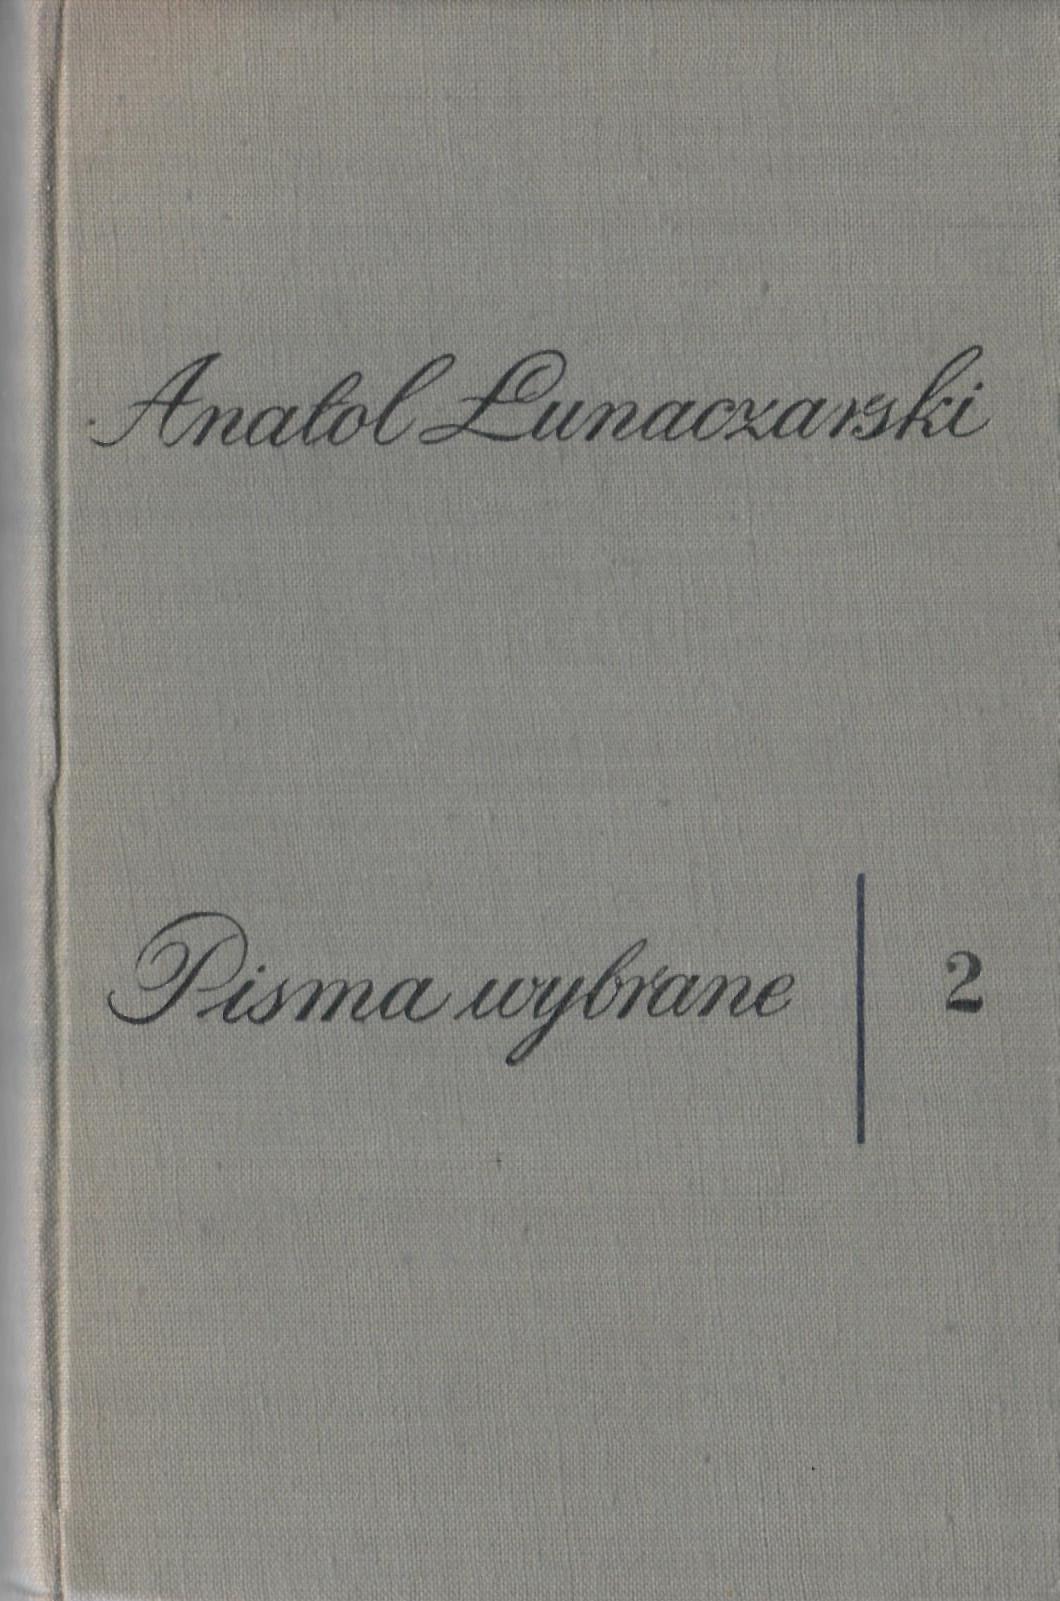 Anatol Łunaczarski
Pisma wybrane | 2